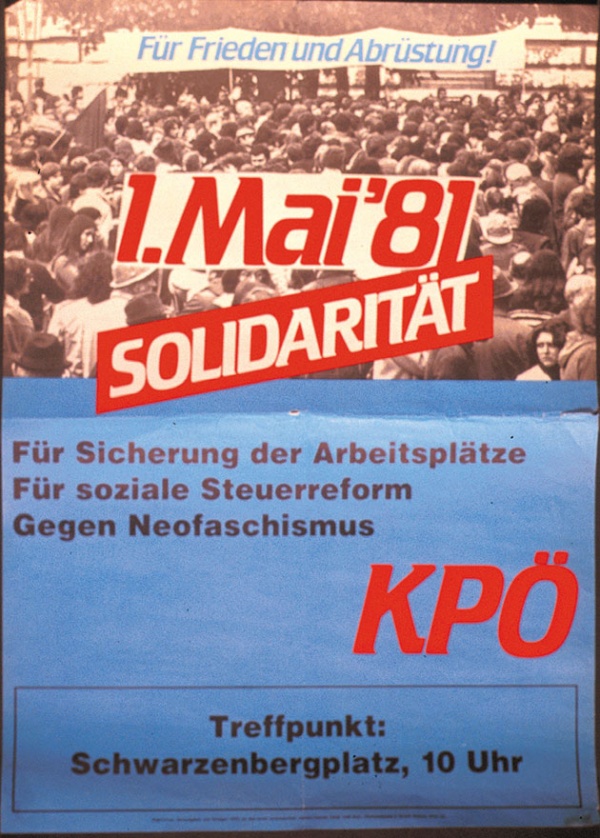 Für Frieden und Abrüstung!
1. Mai '81
SOLIDARITÄT
Für Sicherung der Arbeitsplätze
Für soziale Steuerreform
Gegen Neofaschismus
KPÖ
Treffpunkt:
Schwarzenbergplatz, 10 Uhr